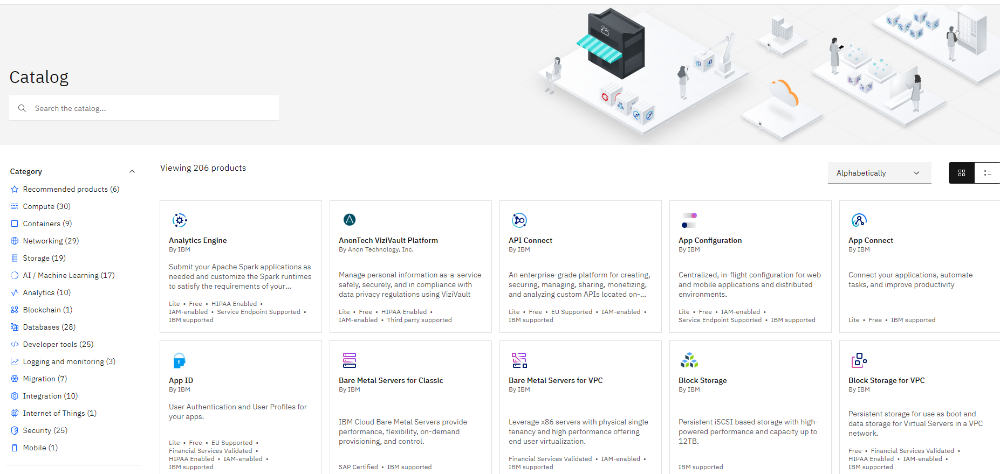 Catalog
Search the catalog...
Category
Recommended products (6)
Compute (30)
Containers (9)
Networking (29)
Storage (19)
AI / Machine Learning (17)
Analytics (10)
Blockchain (1)
Databases (28)
Developer tools (25)
Logging and monitoring (3)
Migration (7)
Integration (10)
Internet of Things (1)
Security (25)
Mobile (1)
Viewing 206 products
Alphabetically
Analytics Engine
By IBM
Submit your Apache Spark applications as
needed and customize the Spark runtimes
to satisfy the requirements of your...
Lite • Free • HIPAA Enabled •
IAM-enabled • Service Endpoint Supported •
IBM supported
AnonTech ViziVault Platform
By Anon Technology, Inc.
Manage personal information as-a-service
safely, securely, and in compliance with
data privacy regulations using ViziVault
Lite • Free • HIPAA Enabled •
IAM-enabled • Third party supported
API Connect
By IBM
An enterprise-grade platform for creating,
securing, managing, sharing, monetizing,
and analyzing custom APIs located on-...
Lite • Free • EU Supported • IAM-enabled •
IBM supported
App Configuration
By IBM
Centralized, in-flight configuration for web
and mobile applications and distributed
environments.
Lite • Free • IAM-enabled •
Service Endpoint Supported • IBM supported
App Connect
By IBM
Connect your applications, automate
tasks, and improve productivity
Lite • Free • IBM supported
App ID
By IBM
User Authentication and User Profiles for
your apps.
Lite • Free • EU Supported •
Financial Services Validated •
HIPAA Enabled • IAM-enabled •
IBM supported
Bare Metal Servers for Classic
By IBM
IBM Cloud Bare Metal Servers provide
performance, flexibility, on-demand
provisioning, and control.
SAP Certified • IBM supported
Bare Metal Servers for VPC
By IBM
Leverage x86 servers with physical single
tenancy and high performance offering
end user virtualization.
Financial Services Validated • IAM-enabled •
IBM supported
Block Storage
By IBM
Persistent iSCSI based storage with high-
powered performance and capacity up to
12TB.
IBM supported
Block Storage for VPC
By IBM
Persistent storage for use as boot and
data storage for Virtual Servers in a VPC
network.
Free • Financial Services Validated •
HIPAA Enabled • IAM-enabled •
IBM supported